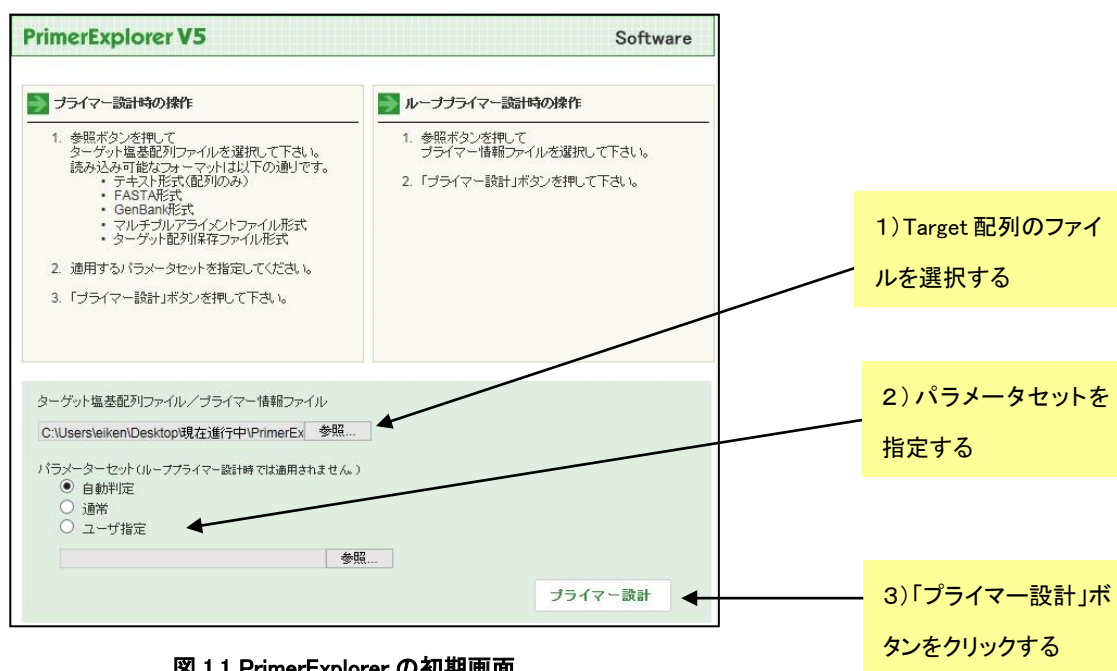 PrimerExplorer V5
Software
プライマー設計時の操作
1. 参照ボタンを押して
ターゲット塩基配列ファイルを選択して下さい。
読み込み可能なフォーマットは以下の通りです。
・ テキスト形式(配列のみ)
・ FASTA形式
・ GenBank形式
・ マルチプルアライメントファイル形式
・ ターゲット配列保存ファイル形式
2. 適用するパラメータセットを指定してください。
3. 「プライマー設計」ボタンを押して下さい。
ループプライマー設計時の操作
1. 参照ボタンを押して
プライマー情報ファイルを選択して下さい。
2. 「プライマー設計」ボタンを押して下さい。
ターゲット塩基配列ファイル／プライマー情報ファイル
C:\Users\eiken\Desktop\現在進行中\PrimerEx 参照...
パラメーターセット(ループプライマー設計時では適用されません。)
自動判定
通常
ユーザ指定
参照...
プライマー設計
1)Target 配列のファイ
ルを選択する
2)パラメータセットを
指定する
3)「プライマー設計」ボ
タンをクリックする
図 1.1 PrimerExplorer の初期画面